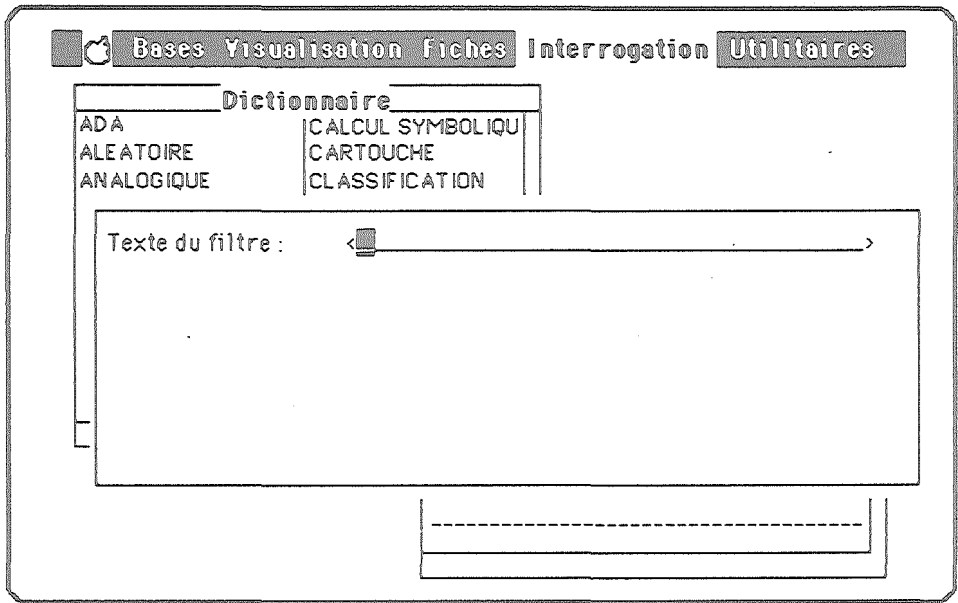 Bases Visualisation Fiches Interrogation Utilitaires
Dictionnaire
ADA CALCUL SYMBOLIQU
ALEATOIRE CARTOUCHE
ANALOGIQUE CLASSIFICATION
Texte du filtre : < >